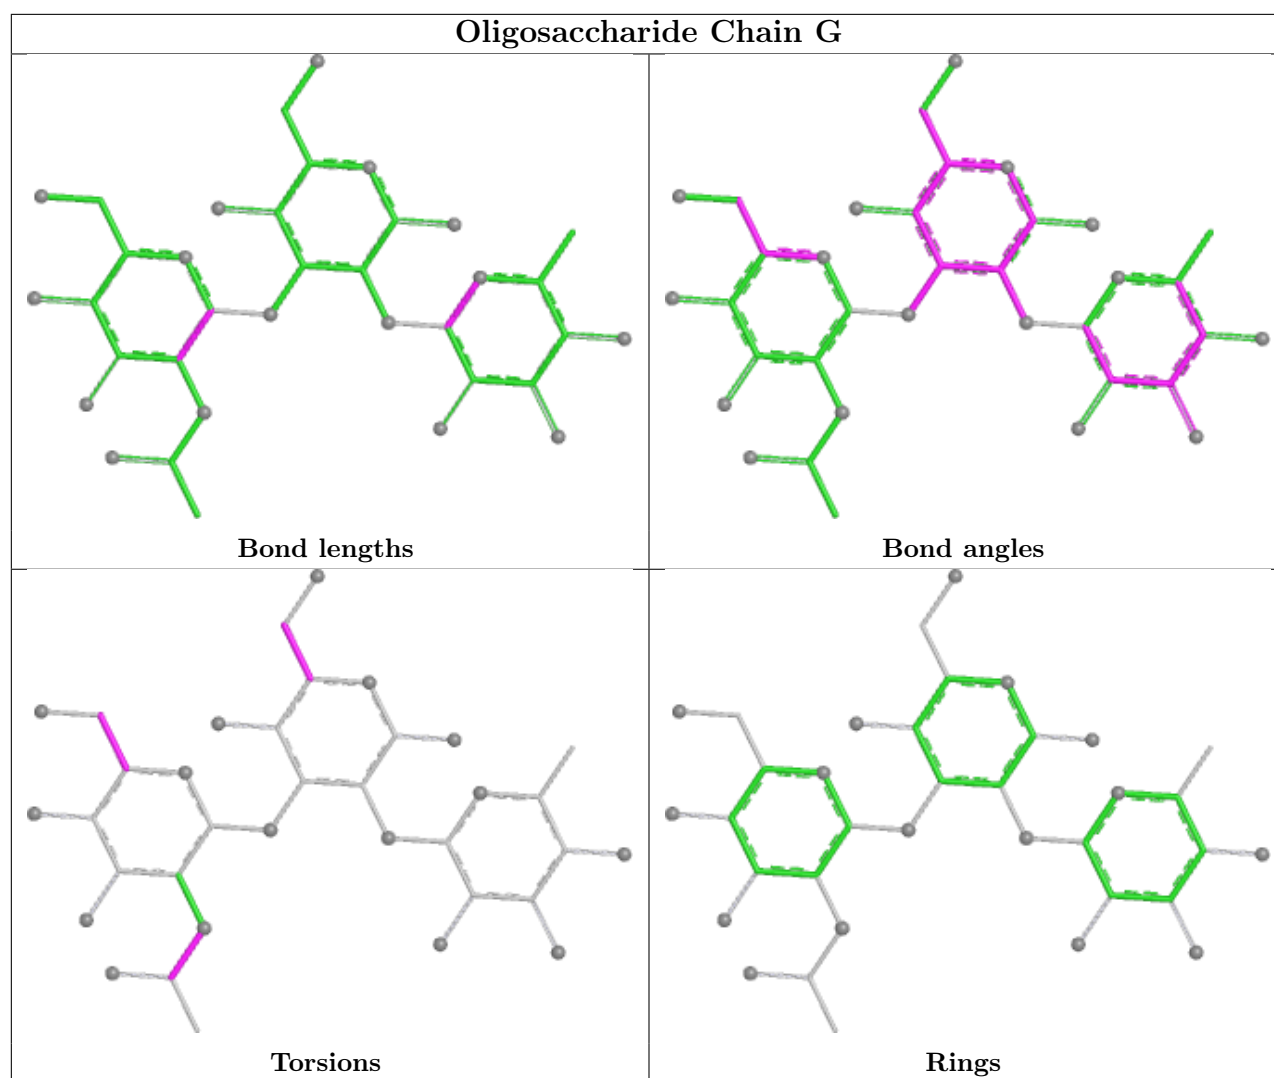 Oligosaccharide Chain G
Bond lengths
Bond angles
Torsions
Rings